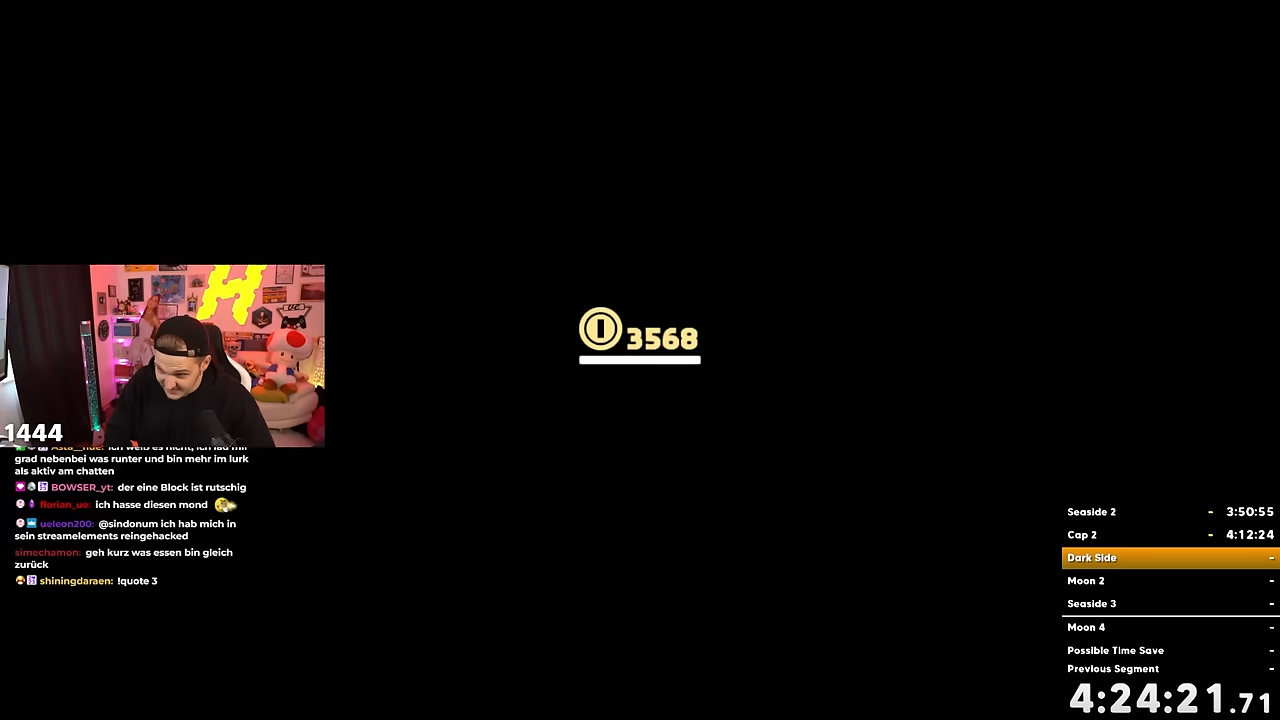 3568
1444
grad nebenbei was runter und bin mehr im lurk
als aktiv am chatten
BOWSER_yt: der eine Block ist rutschig
florian_ue: ich hasse diesen mond
ueleon200: @sindonum ich hab mich in
sein streamelements reingehacked
simechamon: geh kurz was essen bin gleich
zurück
shiningdaraen: !quote 3
Seaside 2 - 3:50:55
Cap 2 - 4:12:24
Dark Side -
Moon 2 -
Seaside 3 -
Moon 4 -
Possible Time Save -
Previous Segment -
4:24:21.71